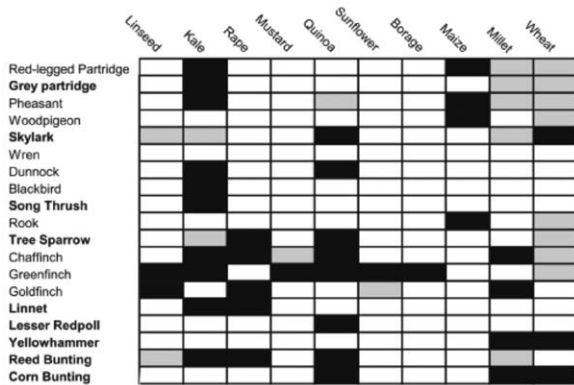 Linseed
Kale
Rape
Mustard
Quinoa
Sunflower
Borage
Maize
Millet
Wheat
Red-legged Partridge
Grey partridge
Pheasant
Woodpigeon
Skylark
Wren
Dunnock
Blackbird
Song Thrush
Rook
Tree Sparrow
Chaffinch
Greenfinch
Goldfinch
Linnet
Lesser Redpoll
Yellowhammer
Reed Bunting
Corn Bunting